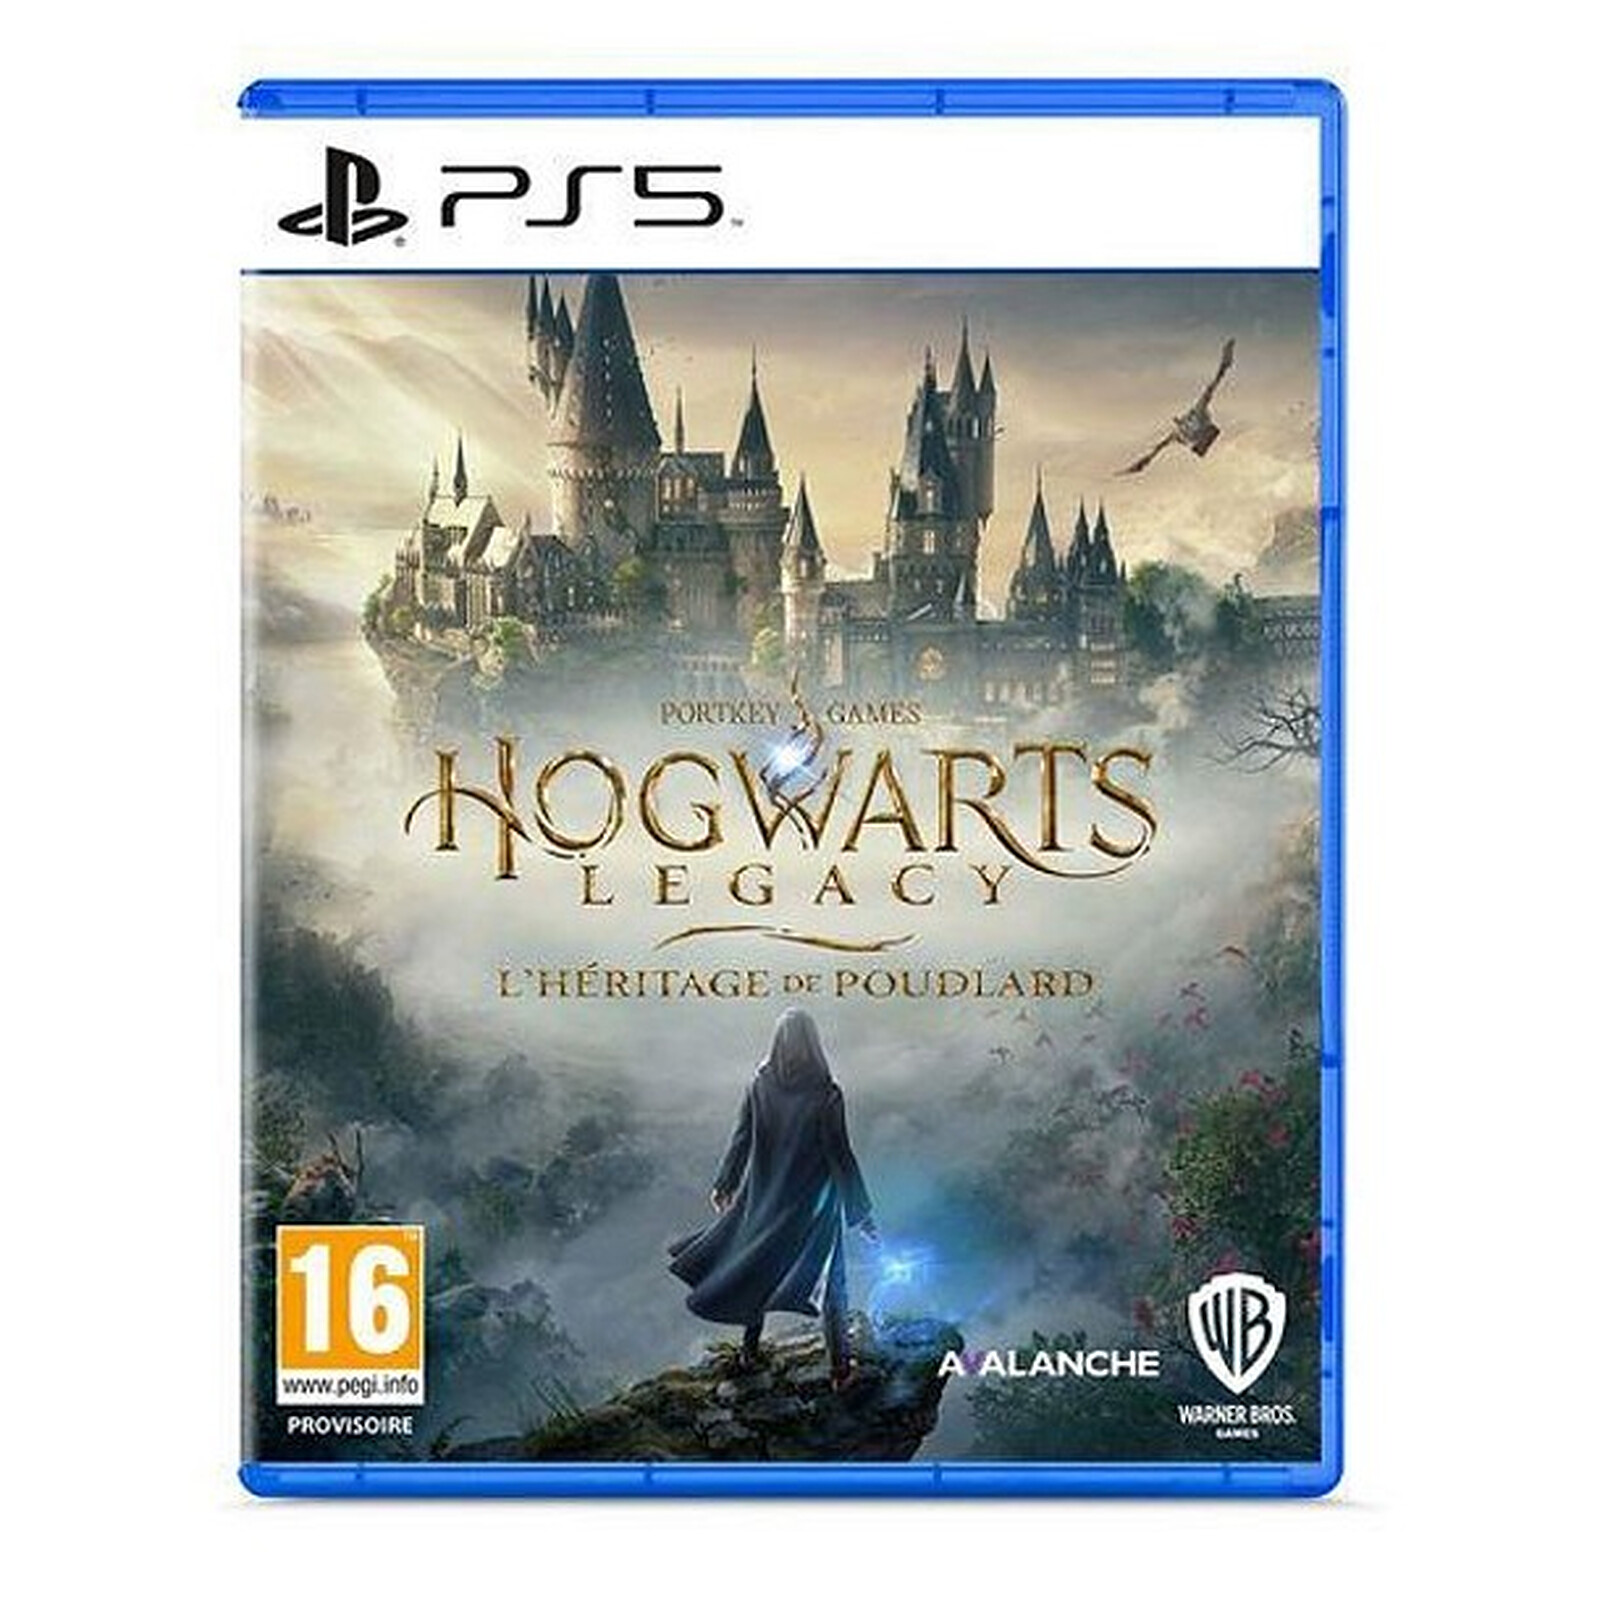 PS5
PORTKEY GAMES
HOGWARTS
LEGACY
L'HÉRITAGE DE POUDLARD
16
www.pegi.info
PROVISOIRE
AVALANCHE
WB
WARNER BROS.
GAMES